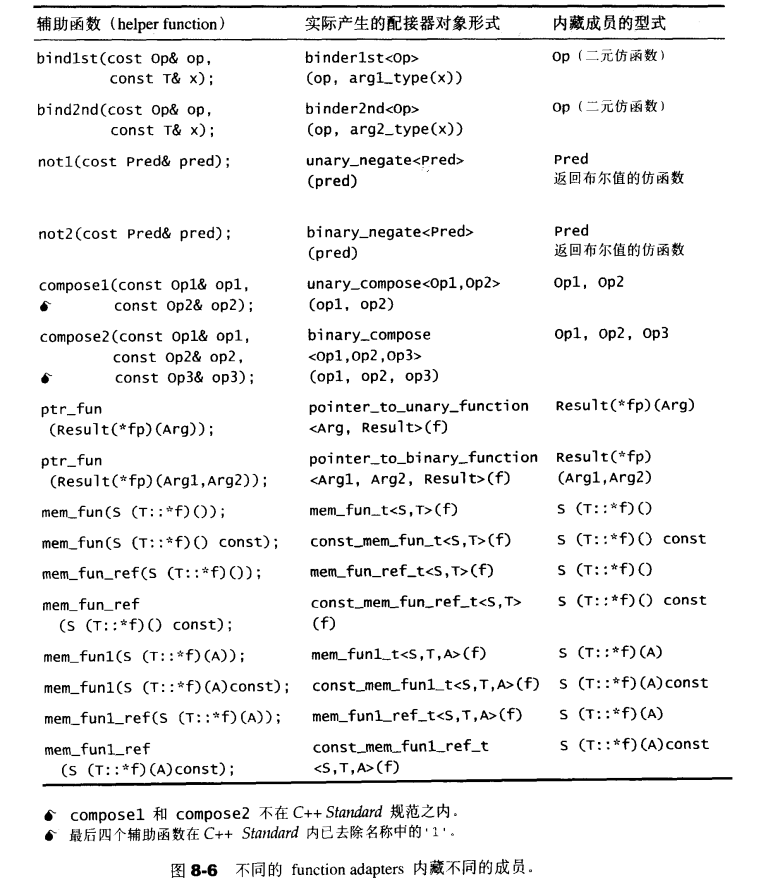 辅助函数（helper function） 实际产生的配接器对象形式 内藏成员的型式
bind1st(cost Op& op, binder1st<Op> Op（二元仿函数）
const T& x); (op, arg1_type(x))
bind2nd(cost Op& op, binder2nd<Op> Op（二元仿函数）
const T& x); (op, arg2_type(x))
not1(cost Pred& pred); unary_negate<Pred> Pred
(pred) 返回布尔值的仿函数
not2(cost Pred& pred); binary_negate<Pred> Pred
(pred) 返回布尔值的仿函数
compose1(const Op1& op1, unary_compose<Op1,Op2> Op1, Op2
const Op2& op2); (op1, op2)
compose2(const Op1& op1, binary_compose Op1, Op2, Op3
const Op2& op2, <Op1,Op2,Op3>
const Op3& op3); (op1, op2, op3)
ptr_fun pointer_to_unary_function Result(*fp)(Arg)
(Result(*fp)(Arg)); <Arg, Result>(f)
ptr_fun pointer_to_binary_function Result(*fp)
(Result(*fp)(Arg1,Arg2)); <Arg1, Arg2, Result>(f) (Arg1,Arg2)
mem_fun(S (T::*f)()); mem_fun_t<S,T>(f) S (T::*f)()
mem_fun(S (T::*f)() const); const_mem_fun_t<S,T>(f) S (T::*f)() const
mem_fun_ref(S (T::*f)()); mem_fun_ref_t<S,T>(f) S (T::*f)()
mem_fun_ref const_mem_fun_ref_t<S,T> S (T::*f)() const
(S (T::*f)() const); (f)
mem_fun1(S (T::*f)(A)); mem_fun1_t<S,T,A>(f) S (T::*f)(A)
mem_fun1(S (T::*f)(A)const); const_mem_fun1_t<S,T,A>(f) S (T::*f)(A)const
mem_fun1_ref(S (T::*f)(A)); mem_fun1_ref_t<S,T,A>(f) S (T::*f)(A)
mem_fun1_ref const_mem_fun1_ref_t S (T::*f)(A)const
(S (T::*f)(A)const); <S,T,A>(f)
compose1 和 compose2 不在 C++ Standard 规范之内。
最后四个辅助函数在 C++ Standard 内已去除名称中的'1'。
图 8-6 不同的 function adapters 内藏不同的成员。